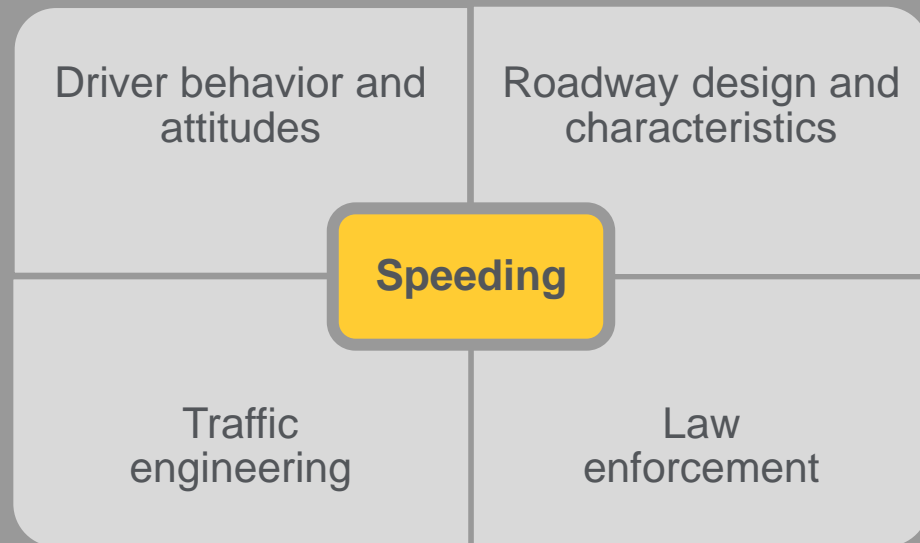 Driver behavior and
attitudes
Roadway design and
characteristics
Speeding
Traffic
engineering
Law
enforcement